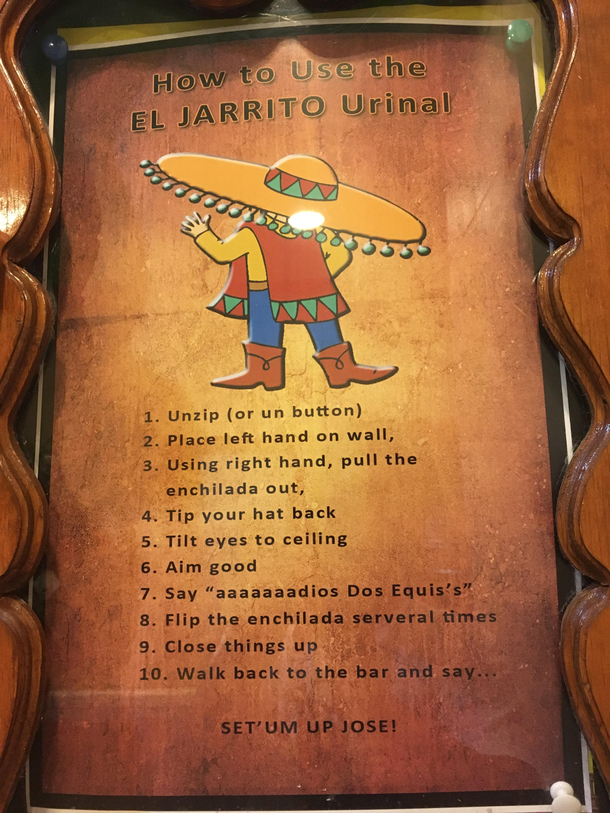 How to Use the
EL JARRITO Urinal
1. Unzip (or un button)
2. Place left hand on wall,
3. Using right hand, pull the
enchilada out,
4. Tip your hat back
5. Tilt eyes to ceiling
6. Aim good
7. Say “aaaaaaadios Dos Equis’s”
8. Flip the enchilada serveral times
9. Close things up
10. Walk back to the bar and say...
SET’UM UP JOSE!